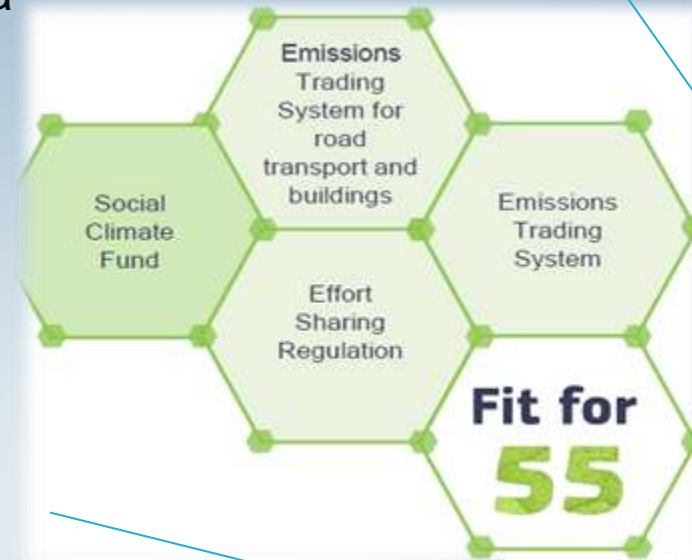 Emissions
Trading
System for
road
transport and
buildings
Social
Climate
Fund
Emissions
Trading
System
Effort
Sharing
Regulation
Fit for
55